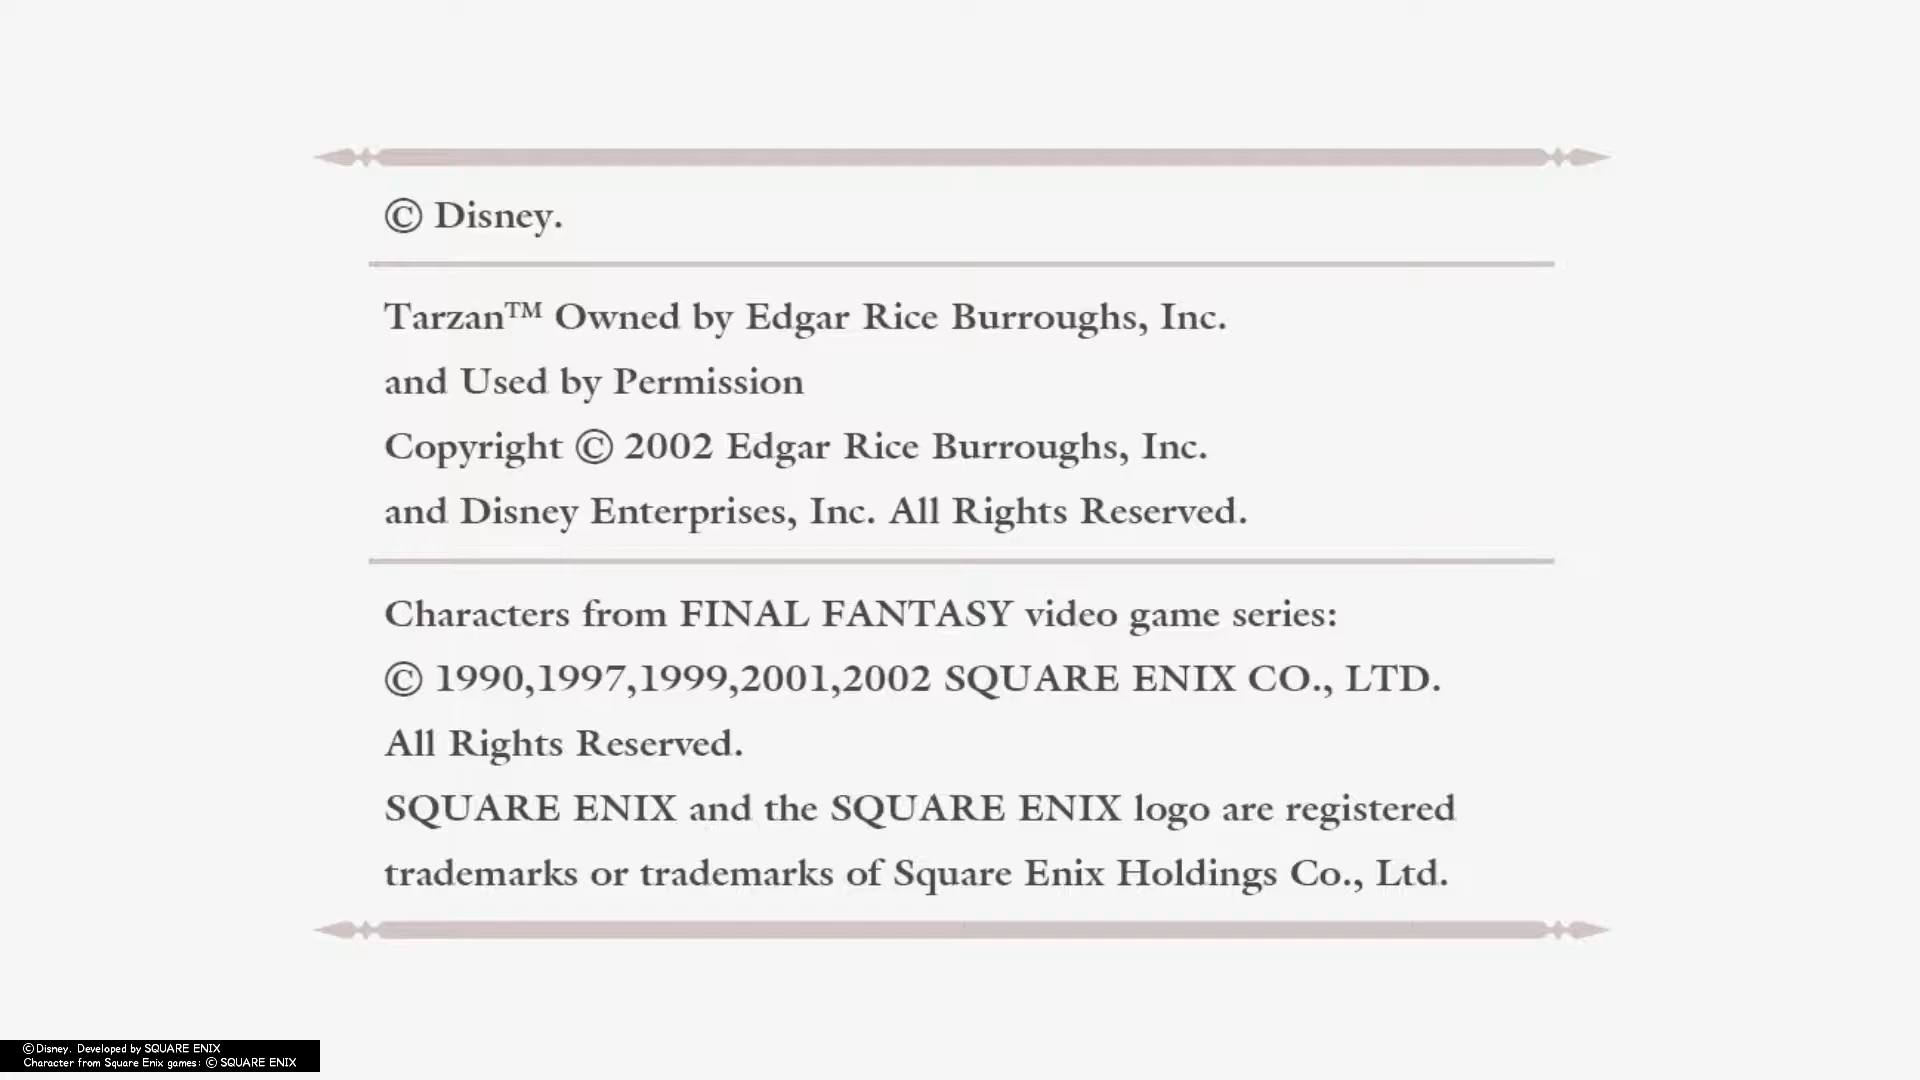 © Disney.
Tarzan™ Owned by Edgar Rice Burroughs, Inc.
and Used by Permission
Copyright © 2002 Edgar Rice Burroughs, Inc.
and Disney Enterprises, Inc. All Rights Reserved.
Characters from FINAL FANTASY video game series:
© 1990,1997,1999,2001,2002 SQUARE ENIX CO., LTD.
All Rights Reserved.
SQUARE ENIX and the SQUARE ENIX logo are registered
trademarks or trademarks of Square Enix Holdings Co., Ltd.
© Disney. Developed by SQUARE ENIX
Character from Square Enix games: © SQUARE ENIX